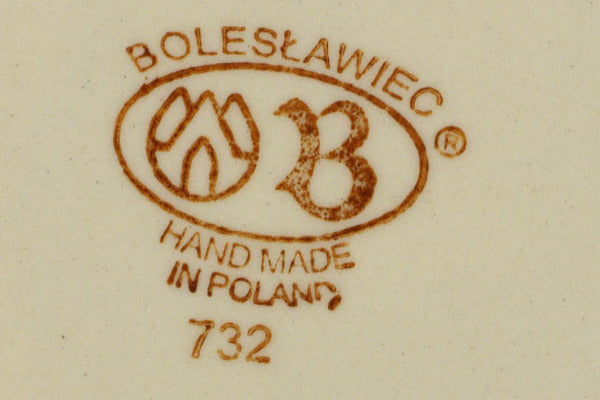 BOLESŁAWIEC
®
B
HAND MADE
IN POLAND
732